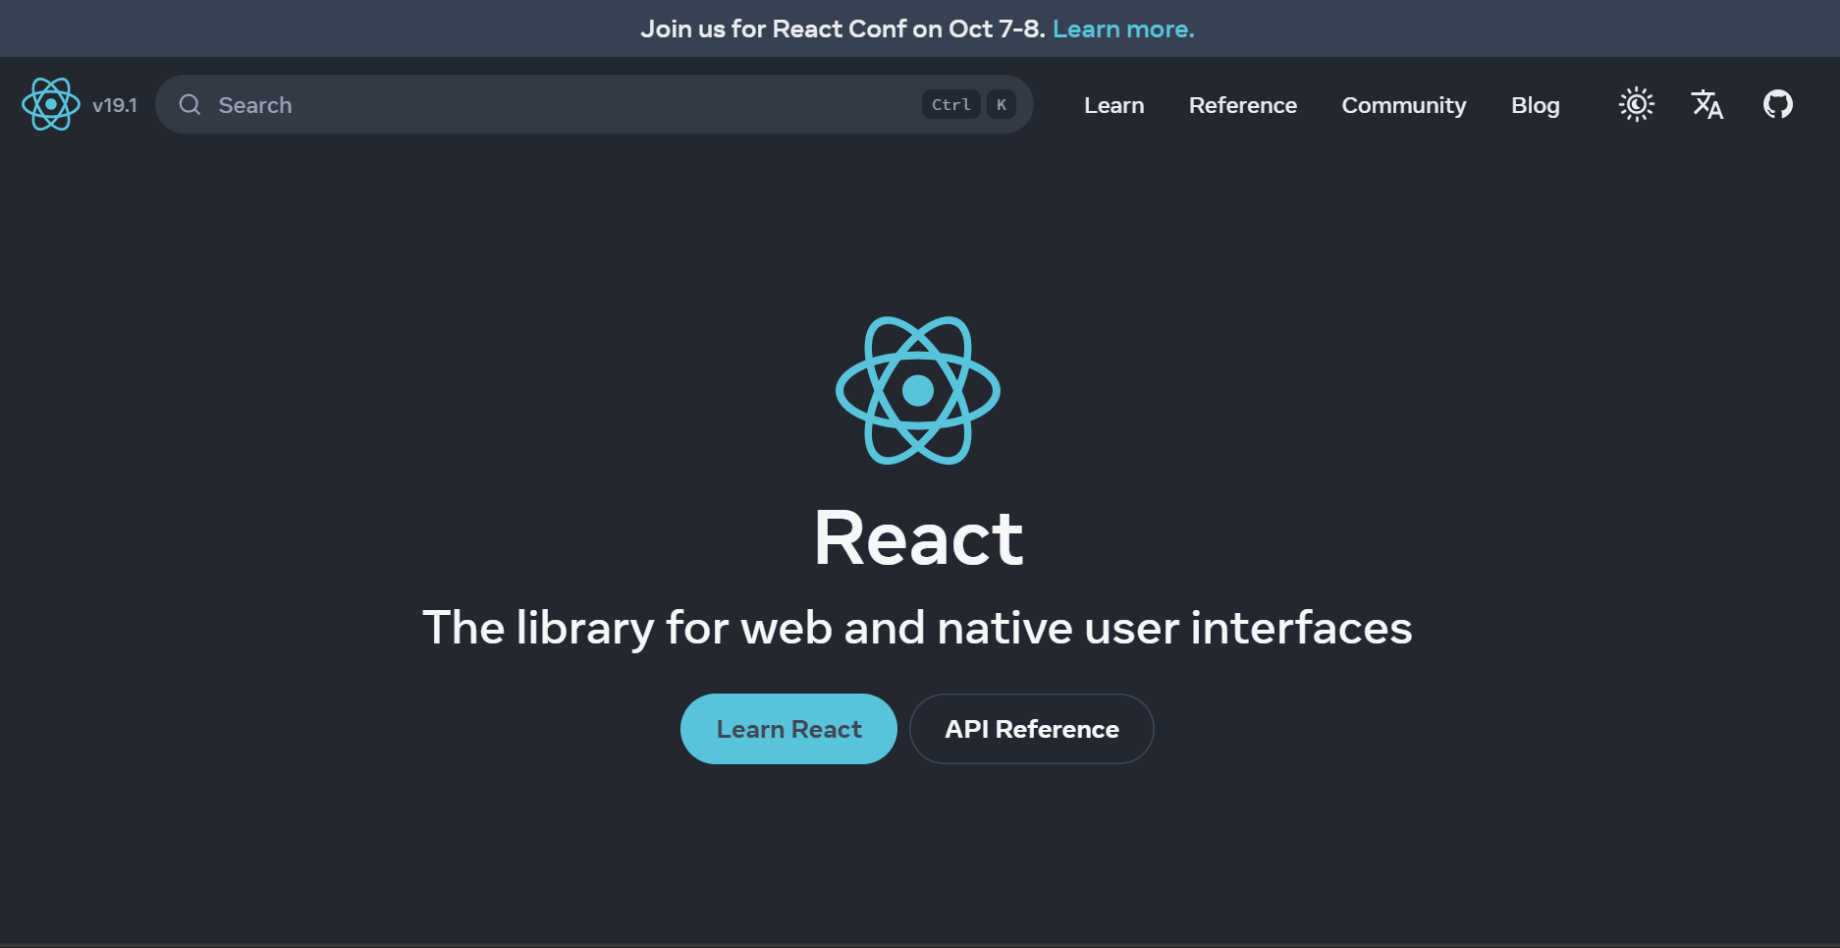 Join us for React Conf on Oct 7-8. Learn more.
v19.1 Search Ctrl K Learn Reference Community Blog
React
The library for web and native user interfaces
Learn React API Reference